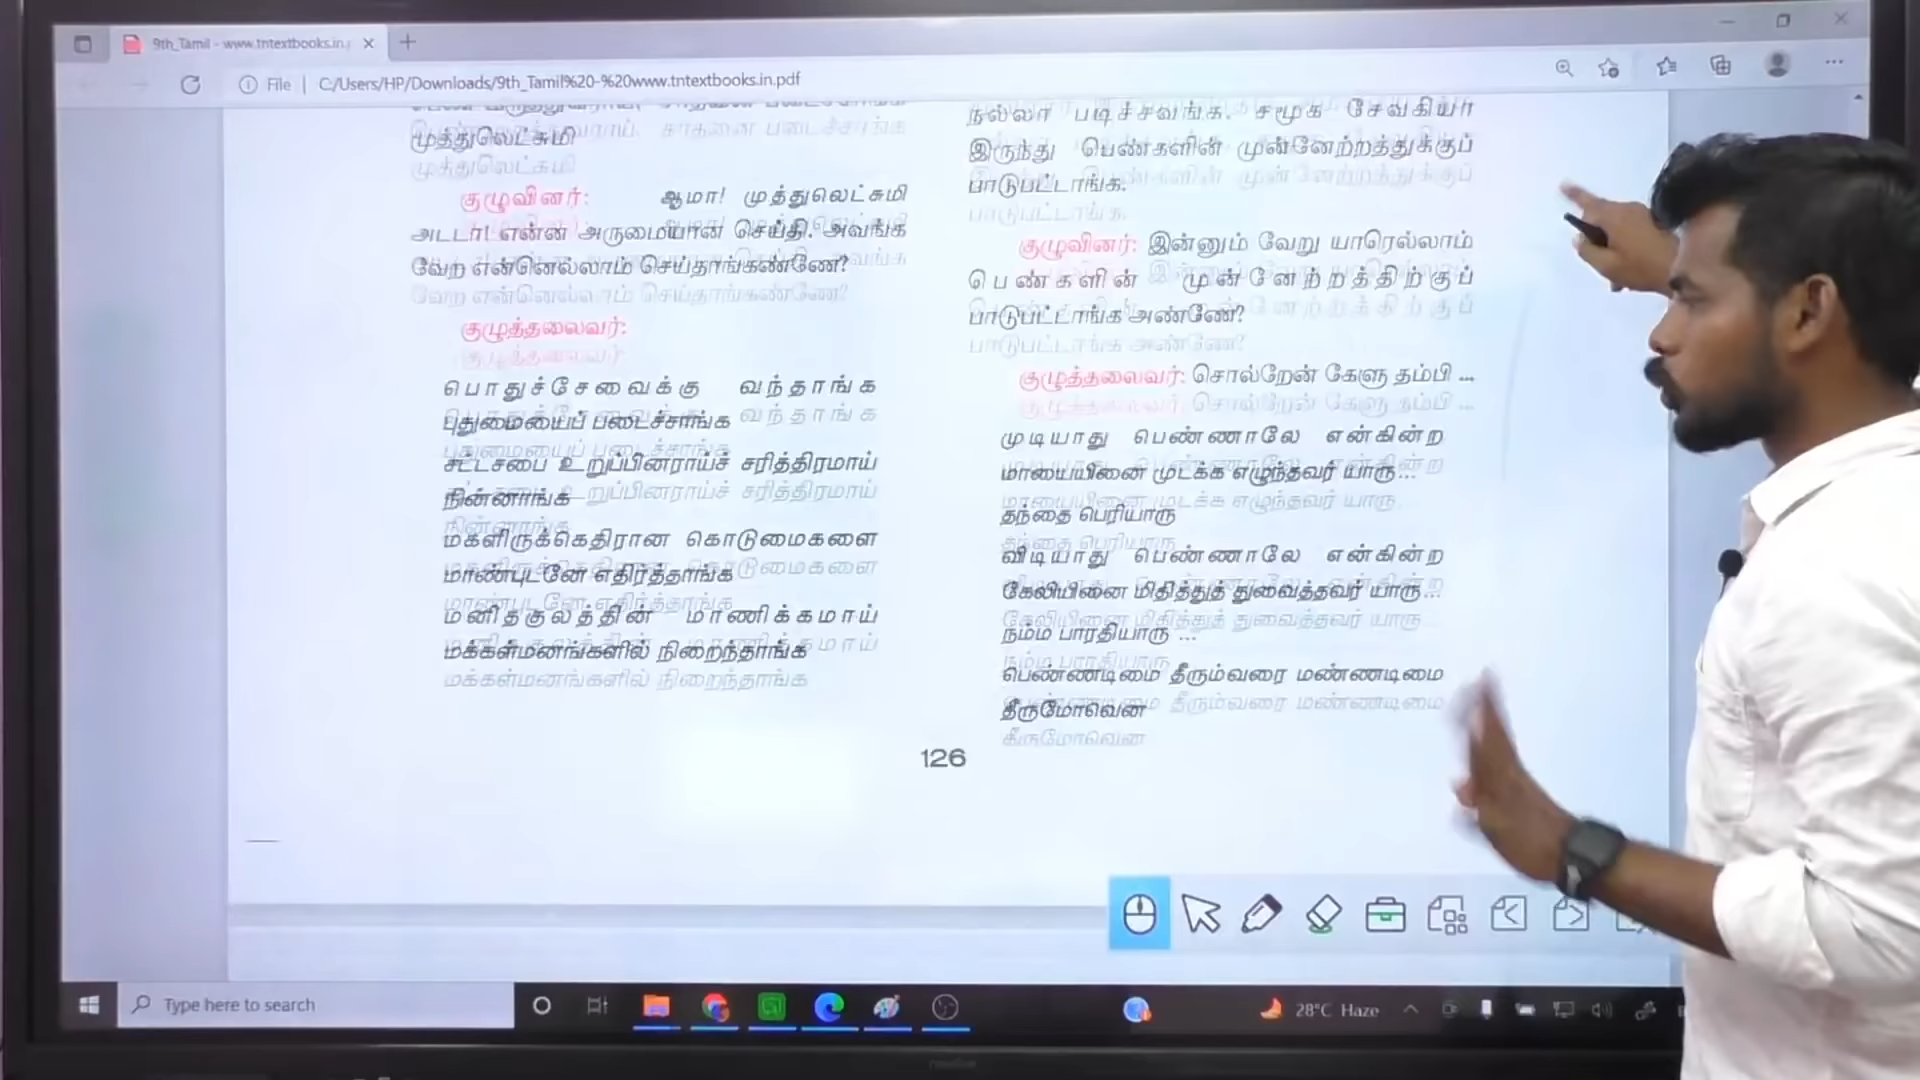 9th_Tamil - www.tntextbooks.in.
File | C:/Users/HP/Downloads/9th_Tamil%20-%20www.tntextbooks.in.pdf
முத்துலெட்சுமி
குழுவினர்: ஆமா! முத்துலெட்சுமி
அடடா! என்ன அருமையான செய்தி. அவங்க
வேற என்னெல்லாம் செய்தாங்கண்ணே?
குழுத்தலைவர்:
பொதுச்சேவைக்கு வந்தாங்க
புதுமையைப் படைச்சாங்க
சட்டசபை உறுப்பினராய்ச் சரித்திரமாய்
நின்னாங்க
மகளிருக்கெதிரான கொடுமைகளை
மாண்புடனே எதிர்த்தாங்க
மனிதகுலத்தின் மாணிக்கமாய்
மக்கள்மனங்களில் நிறைந்தாங்க
நல்லா படிச்சவங்க. சமூக சேவகியா
இருந்து பெண்களின் முன்னேற்றத்துக்குப்
பாடுபட்டாங்க.
குழுவினர்: இன்னும் வேறு யாரெல்லாம்
பெண்களின் முன்னேற்றத்திற்குப்
பாடுபட்டாங்க அண்ணே?
குழுத்தலைவர்: சொல்றேன் கேளு தம்பி ...
முடியாது பெண்ணாலே என்கின்ற
மாயையினை முடக்க எழுந்தவர் யாரு...
தந்தை பெரியாரு
விடியாது பெண்ணாலே என்கின்ற
கேலியினை மிதித்துத் துவைத்தவர் யாரு...
நம்ம பாரதியாரு ...
பெண்ணடிமை தீரும்வரை மண்ணடிமை
தீருமோவென
126
Type here to search
28°C Haze